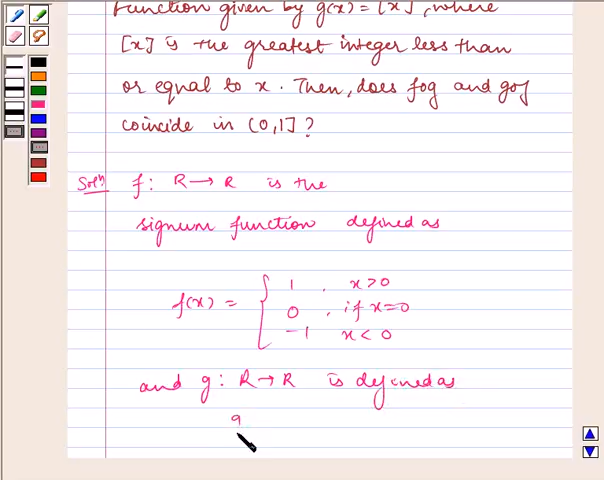 Function given by g(x) = [x], where
[x] is the greatest integer less than
or equal to x. Then, does fog and gof
coincide in (0,1]?
Solⁿ f: R → R is the
signum function defined as
f(x) = { 1 , x > 0
0 , if x = 0
-1 x < 0
and g: R → R is defined as
g